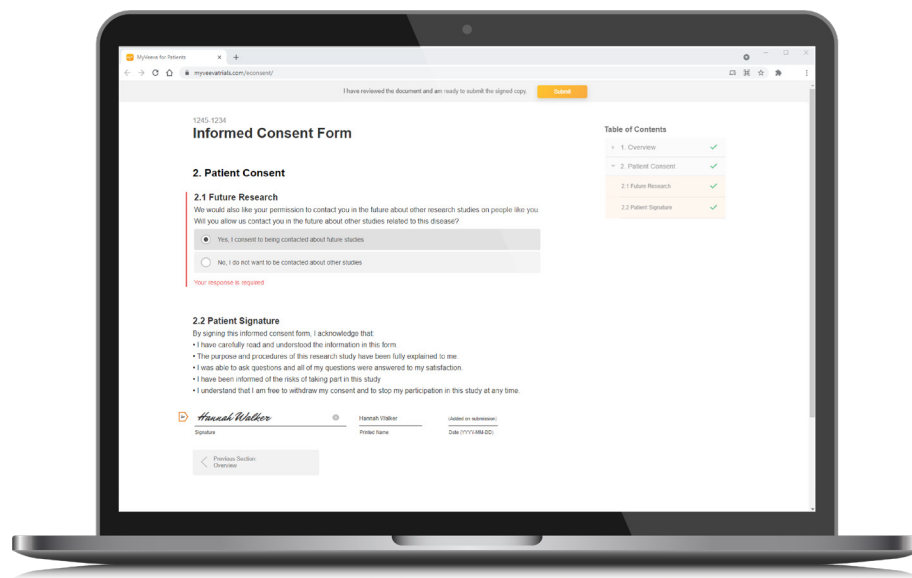 MyVeeva for Patients
myveevatrials.com/econsent/
I have reviewed the document and am ready to submit the signed copy.
Submit
1245-1234
Informed Consent Form
2. Patient Consent
2.1 Future Research
We would also like your permission to contact you in the future about other research studies on people like you
Will you allow us contact you in the future about other studies related to this disease?
Yes, I consent to being contacted about future studies
No, I do not want to be contacted about other studies
Your response is required
2.2 Patient Signature
By signing this informed consent form, I acknowledge that:
• I have carefully read and understood the information in this form
• The purpose and procedures of this research study have been fully explained to me
• I was able to ask questions and all of my questions were answered to my satisfaction.
• I have been informed of the risks of taking part in this study
• I understand that I am free to withdraw my consent and to stop my participation in this study at any time.
Hannah Walker
Signature
Hannah Walker
Printed Name
(Added on submission)
Date (YYYY-MM-DD)
Previous Section:
Overview
Table of Contents
1. Overview
2. Patient Consent
2.1 Future Research
2.2 Patient Signature